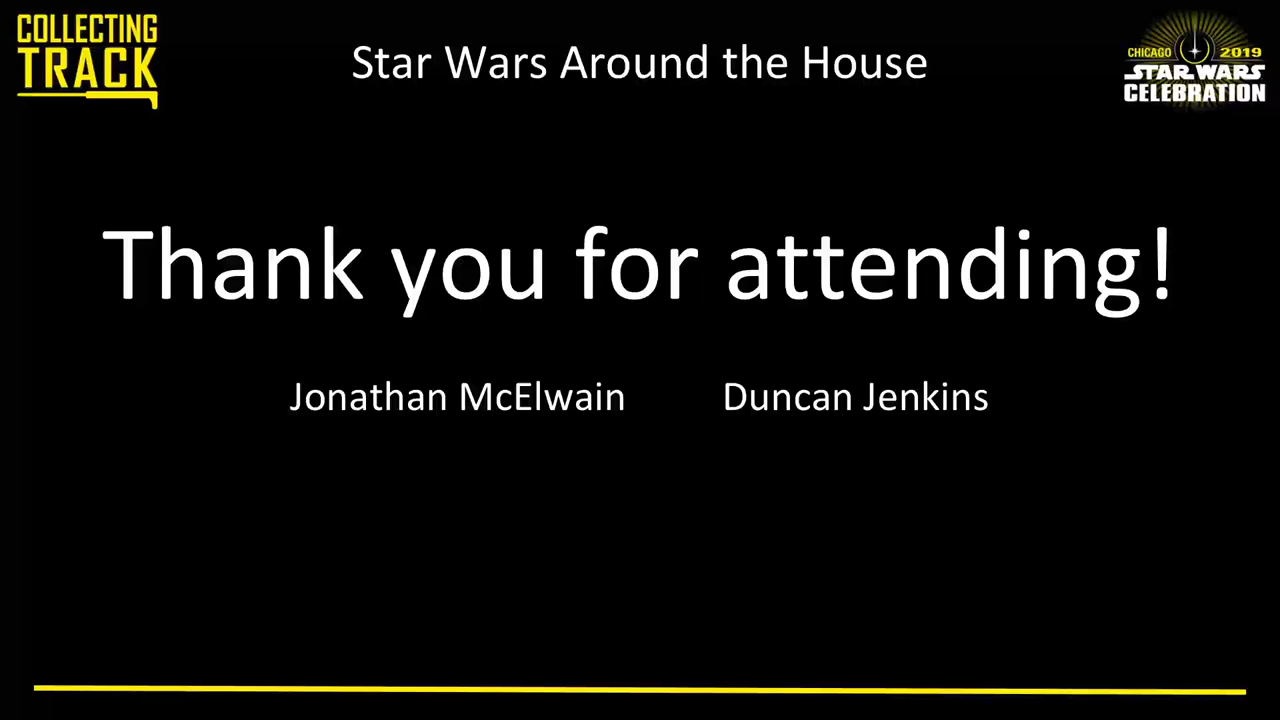 COLLECTING
TRACK
Star Wars Around the House
CHICAGO 2019
STAR WARS
CELEBRATION
Thank you for attending!
Jonathan McElwain Duncan Jenkins